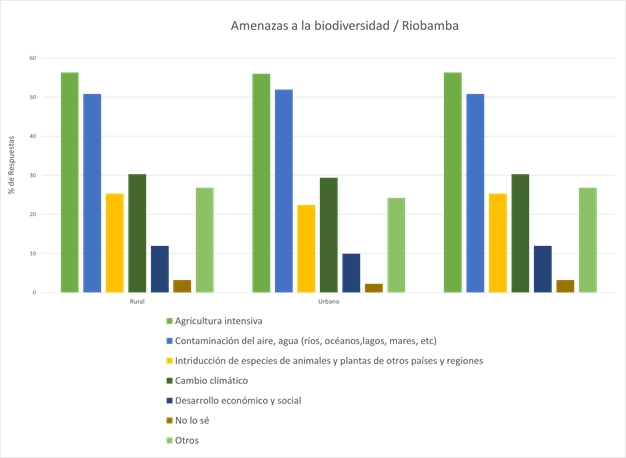 Amenazas a la biodiversidad / Riobamba
% de Respuestas
60
50
40
30
20
10
0
Rural
Urbano
Agricultura intensiva
Contaminación del aire, agua (ríos, océanos,lagos, mares, etc)
Intriducción de especies de animales y plantas de otros países y regiones
Cambio climático
Desarrollo económico y social
No lo sé
Otros